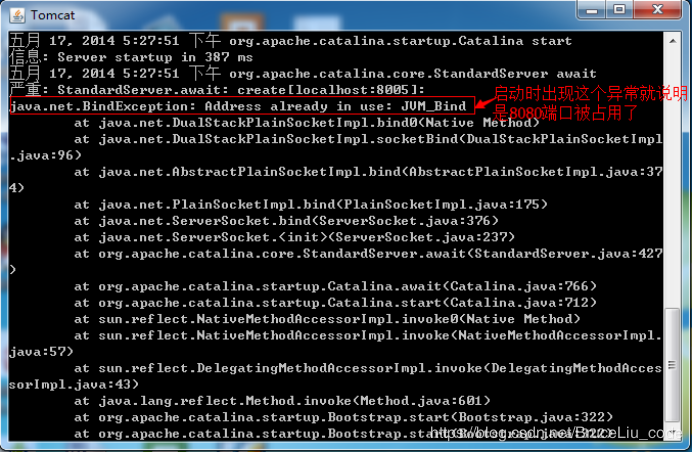 Tomcat
五月 17, 2014 5:27:51 下午 org.apache.catalina.startup.Catalina start
信息: Server startup in 387 ms
五月 17, 2014 5:27:51 下午 org.apache.catalina.core.StandardServer await
严重: StandardServer.await: create[localhost:8005]:
java.net.BindException: Address already in use: JVM_Bind
启动时出现这个异常就说明
是8080端口被占用了
at java.net.DualStackPlainSocketImpl.bind0(Native Method)
at java.net.DualStackPlainSocketImpl.socketBind(DualStackPlainSocketImpl
.java:96)
at java.net.AbstractPlainSocketImpl.bind(AbstractPlainSocketImpl.java:37
4)
at java.net.PlainSocketImpl.bind(PlainSocketImpl.java:175)
at java.net.ServerSocket.bind(ServerSocket.java:376)
at java.net.ServerSocket.<init>(ServerSocket.java:237)
at org.apache.catalina.core.StandardServer.await(StandardServer.java:427
)
at org.apache.catalina.startup.Catalina.await(Catalina.java:766)
at org.apache.catalina.startup.Catalina.start(Catalina.java:712)
at sun.reflect.NativeMethodAccessorImpl.invoke0(Native Method)
at sun.reflect.NativeMethodAccessorImpl.invoke(NativeMethodAccessorImpl.
java:57)
at sun.reflect.DelegatingMethodAccessorImpl.invoke(DelegatingMethodAcces
sorImpl.java:43)
at java.lang.reflect.Method.invoke(Method.java:601)
at org.apache.catalina.startup.Bootstrap.start(Bootstrap.java:322)
at org.apache.catalina.startup.Bootstrap.start(Bootstrap.java:322)
https://blog.csdn.net/BruceLiu_code